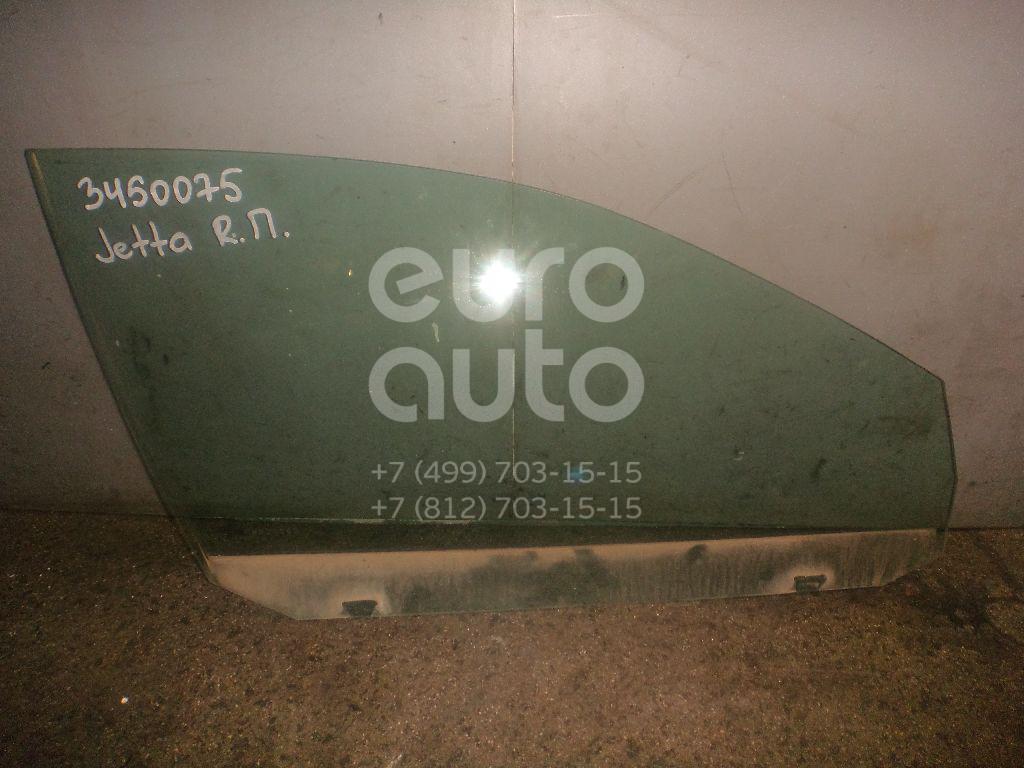 3450075
Jetta R.П.
euro
auto
+7 (499) 703-15-15
+7 (812) 703-15-15